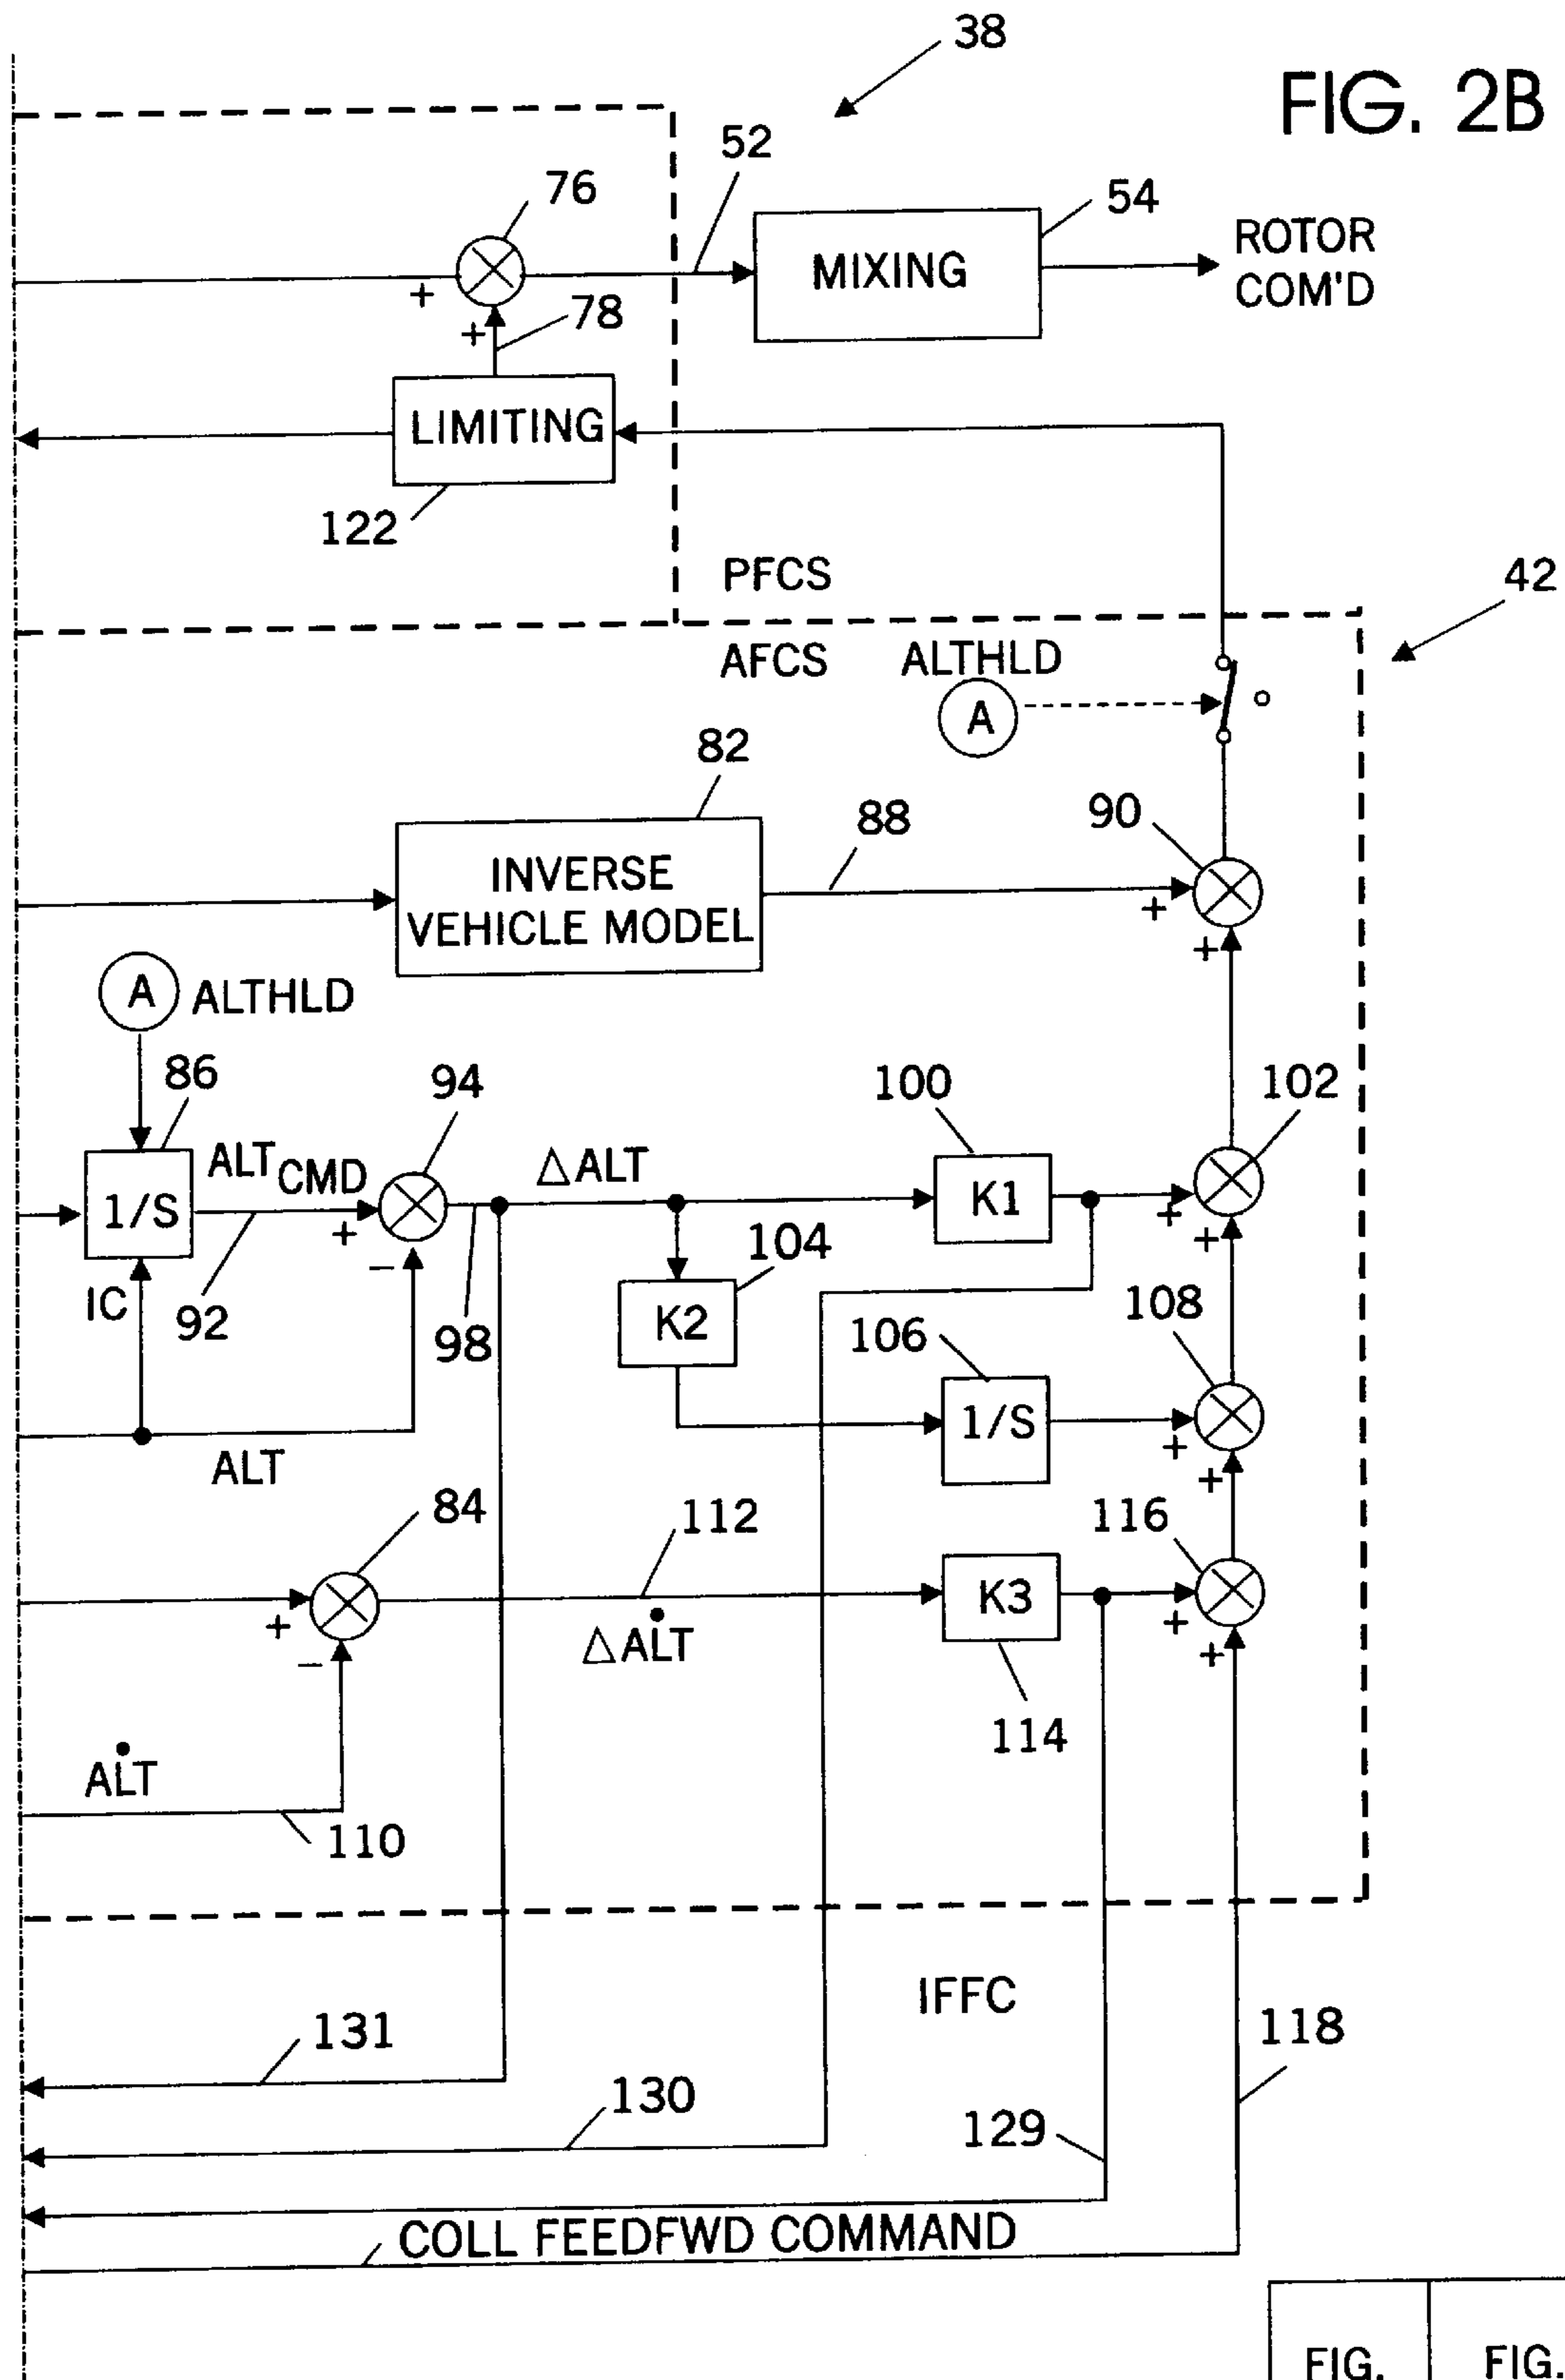 38
FIG. 2B
52
76
54
ROTOR
COM'D
MIXING
+
78
+
LIMITING
122
PFCS
42
AFCS
ALTHLD
A
82
90
88
INVERSE
VEHICLE MODEL
+
+
A ALTHLD
86
94
100
102
ALT CMD
△ALT
1/S
K1
+
+
+
104
IC
−
92
98
K2
106
108
1/S
+
+
ALT
84
112
116
K3
+
+
+
−
△ALṪ
114
ALṪ
110
IFFC
131
118
130
129
COLL FEEDFWD COMMAND
FIG.
FIG.